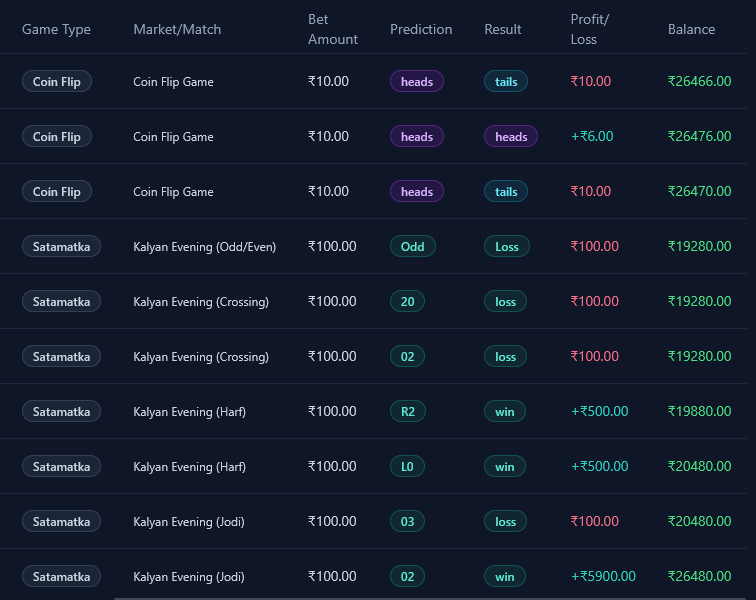 Game Type Market/Match Bet Amount Prediction Result Profit/ Loss Balance
Coin Flip Coin Flip Game ₹10.00 heads tails ₹10.00 ₹26466.00
Coin Flip Coin Flip Game ₹10.00 heads heads +₹6.00 ₹26476.00
Coin Flip Coin Flip Game ₹10.00 heads tails ₹10.00 ₹26470.00
Satamatka Kalyan Evening (Odd/Even) ₹100.00 Odd Loss ₹100.00 ₹19280.00
Satamatka Kalyan Evening (Crossing) ₹100.00 20 loss ₹100.00 ₹19280.00
Satamatka Kalyan Evening (Crossing) ₹100.00 02 loss ₹100.00 ₹19280.00
Satamatka Kalyan Evening (Harf) ₹100.00 R2 win +₹500.00 ₹19880.00
Satamatka Kalyan Evening (Harf) ₹100.00 L0 win +₹500.00 ₹20480.00
Satamatka Kalyan Evening (Jodi) ₹100.00 03 loss ₹100.00 ₹20480.00
Satamatka Kalyan Evening (Jodi) ₹100.00 02 win +₹5900.00 ₹26480.00